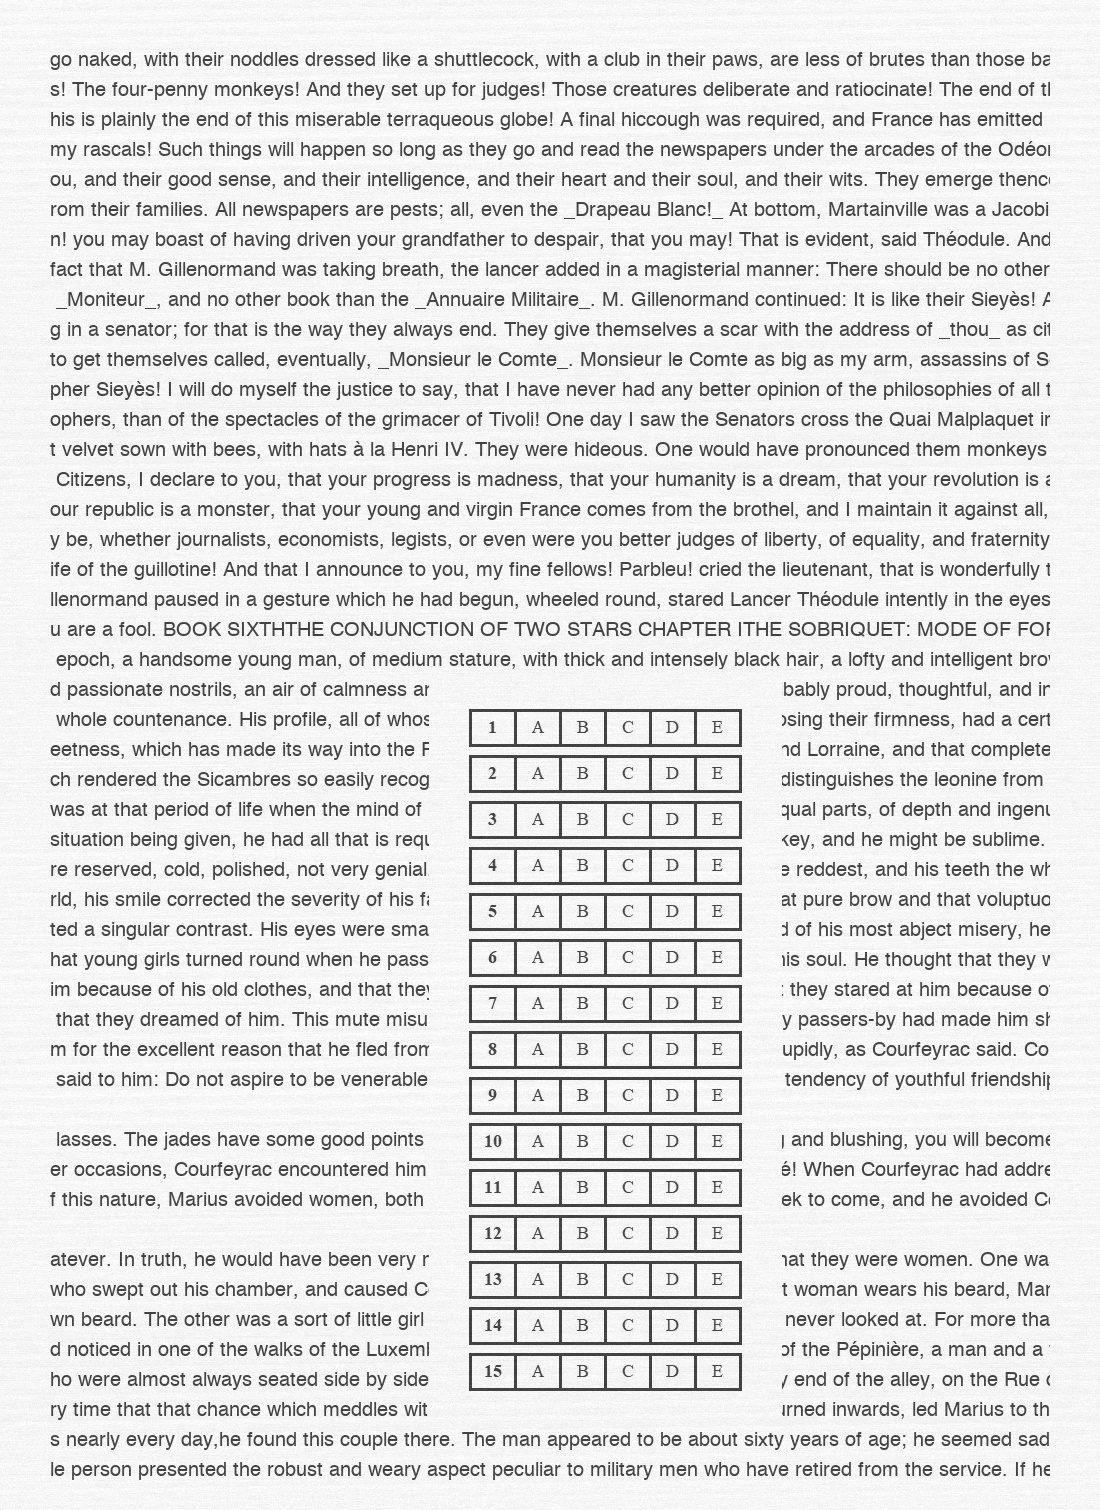 go naked, with their noddles dressed like a shuttlecock, with a club in their paws, are less of brutes than those ba
s! The four-penny monkeys! And they set up for judges! Those creatures deliberate and ratiocinate! The end of t
his is plainly the end of this miserable terraqueous globe! A final hiccough was required, and France has emitted
my rascals! Such things will happen so long as they go and read the newspapers under the arcades of the Odéon
ou, and their good sense, and their intelligence, and their heart and their soul, and their wits. They emerge thence
rom their families. All newspapers are pests; all, even the _Drapeau Blanc!_ At bottom, Martainville was a Jacobi
n! you may boast of having driven your grandfather to despair, that you may! That is evident, said Théodule. And
fact that M. Gillenormand was taking breath, the lancer added in a magisterial manner: There should be no other
_Moniteur_, and no other book than the _Annuaire Militaire_. M. Gillenormand continued: It is like their Sieyès! A
g in a senator; for that is the way they always end. They give themselves a scar with the address of _thou_ as cit
to get themselves called, eventually, _Monsieur le Comte_. Monsieur le Comte as big as my arm, assassins of S
pher Sieyès! I will do myself the justice to say, that I have never had any better opinion of the philosophies of all t
ophers, than of the spectacles of the grimacer of Tivoli! One day I saw the Senators cross the Quai Malplaquet in
t velvet sown with bees, with hats à la Henri IV. They were hideous. One would have pronounced them monkeys
Citizens, I declare to you, that your progress is madness, that your humanity is a dream, that your revolution is a
our republic is a monster, that your young and virgin France comes from the brothel, and I maintain it against all,
y be, whether journalists, economists, legists, or even were you better judges of liberty, of equality, and fraternity
ife of the guillotine! And that I announce to you, my fine fellows! Parbleu! cried the lieutenant, that is wonderfully t
llenormand paused in a gesture which he had begun, wheeled round, stared Lancer Théodule intently in the eyes
u are a fool. BOOK SIXTHTHE CONJUNCTION OF TWO STARS CHAPTER ITHE SOBRIQUET: MODE OF FOR
epoch, a handsome young man, of medium stature, with thick and intensely black hair, a lofty and intelligent brow
d passionate nostrils, an air of calmness an bably proud, thoughtful, and in
whole countenance. His profile, all of whos osing their firmness, had a cert
eetness, which has made its way into the F nd Lorraine, and that complete
ch rendered the Sicambres so easily recog distinguishes the leonine from
was at that period of life when the mind of qual parts, of depth and ingenu
situation being given, he had all that is requ key, and he might be sublime.
re reserved, cold, polished, not very genial e reddest, and his teeth the wh
rld, his smile corrected the severity of his fa at pure brow and that voluptuo
ted a singular contrast. His eyes were sma d of his most abject misery, he
hat young girls turned round when he pass his soul. He thought that they w
im because of his old clothes, and that they they stared at him because of
that they dreamed of him. This mute misu y passers-by had made him sh
m for the excellent reason that he fled from upidly, as Courfeyrac said. Co
said to him: Do not aspire to be venerable tendency of youthful friendship
lasses. The jades have some good points g and blushing, you will become
er occasions, Courfeyrac encountered him é! When Courfeyrac had addre
f this nature, Marius avoided women, both ek to come, and he avoided Co
atever. In truth, he would have been very hat they were women. One wa
who swept out his chamber, and caused C t woman wears his beard, Mar
wn beard. The other was a sort of little girl never looked at. For more tha
d noticed in one of the walks of the Luxem of the Pépinière, a man and a
ho were almost always seated side by side y end of the alley, on the Rue
ry time that that chance which meddles wit urned inwards, led Marius to th
1 A B C D E
2 A B C D E
3 A B C D E
4 A B C D E
5 A B C D E
6 A B C D E
7 A B C D E
8 A B C D E
9 A B C D E
10 A B C D E
11 A B C D E
12 A B C D E
13 A B C D E
14 A B C D E
15 A B C D E
s nearly every day,he found this couple there. The man appeared to be about sixty years of age; he seemed sad
le person presented the robust and weary aspect peculiar to military men who have retired from the service. If he